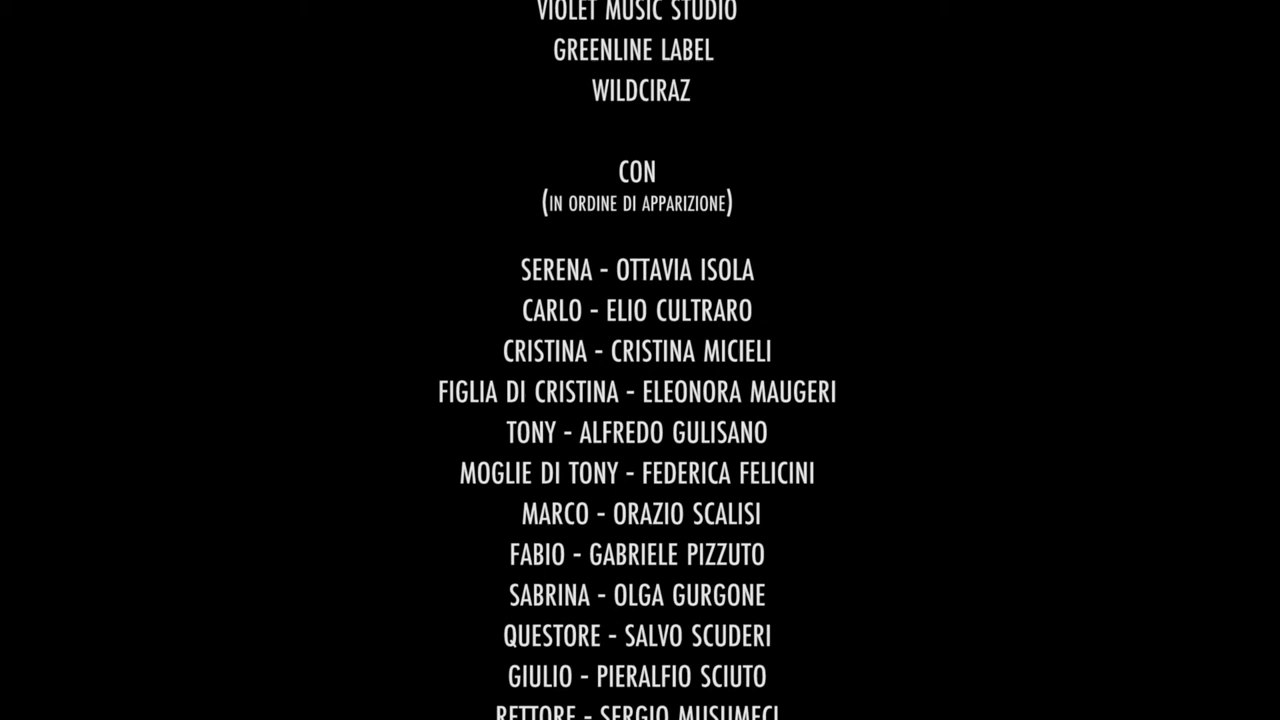 VIOLET MUSIC STUDIO
GREENLINE LABEL
WILDCIRAZ
CON
(IN ORDINE DI APPARIZIONE)
SERENA - OTTAVIA ISOLA
CARLO - ELIO CULTRARO
CRISTINA - CRISTINA MICIELI
FIGLIA DI CRISTINA - ELEONORA MAUGERI
TONY - ALFREDO GULISANO
MOGLIE DI TONY - FEDERICA FELICINI
MARCO - ORAZIO SCALISI
FABIO - GABRIELE PIZZUTO
SABRINA - OLGA GURGONE
QUESTORE - SALVO SCUDERI
GIULIO - PIERALFIO SCIUTO
RETTORE - SERGIO MUSUMECI